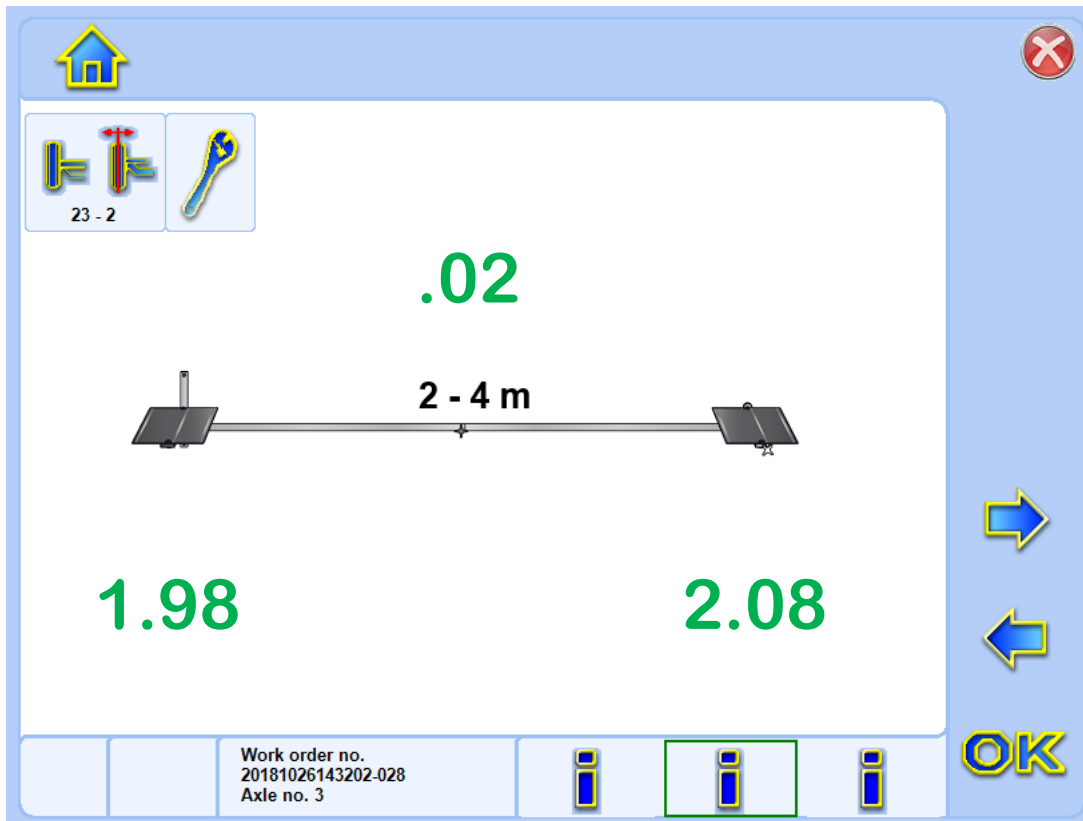 23 - 2
.02
2 - 4 m
1.98
2.08
Work order no.
20181026143202-028
Axle no. 3
OK